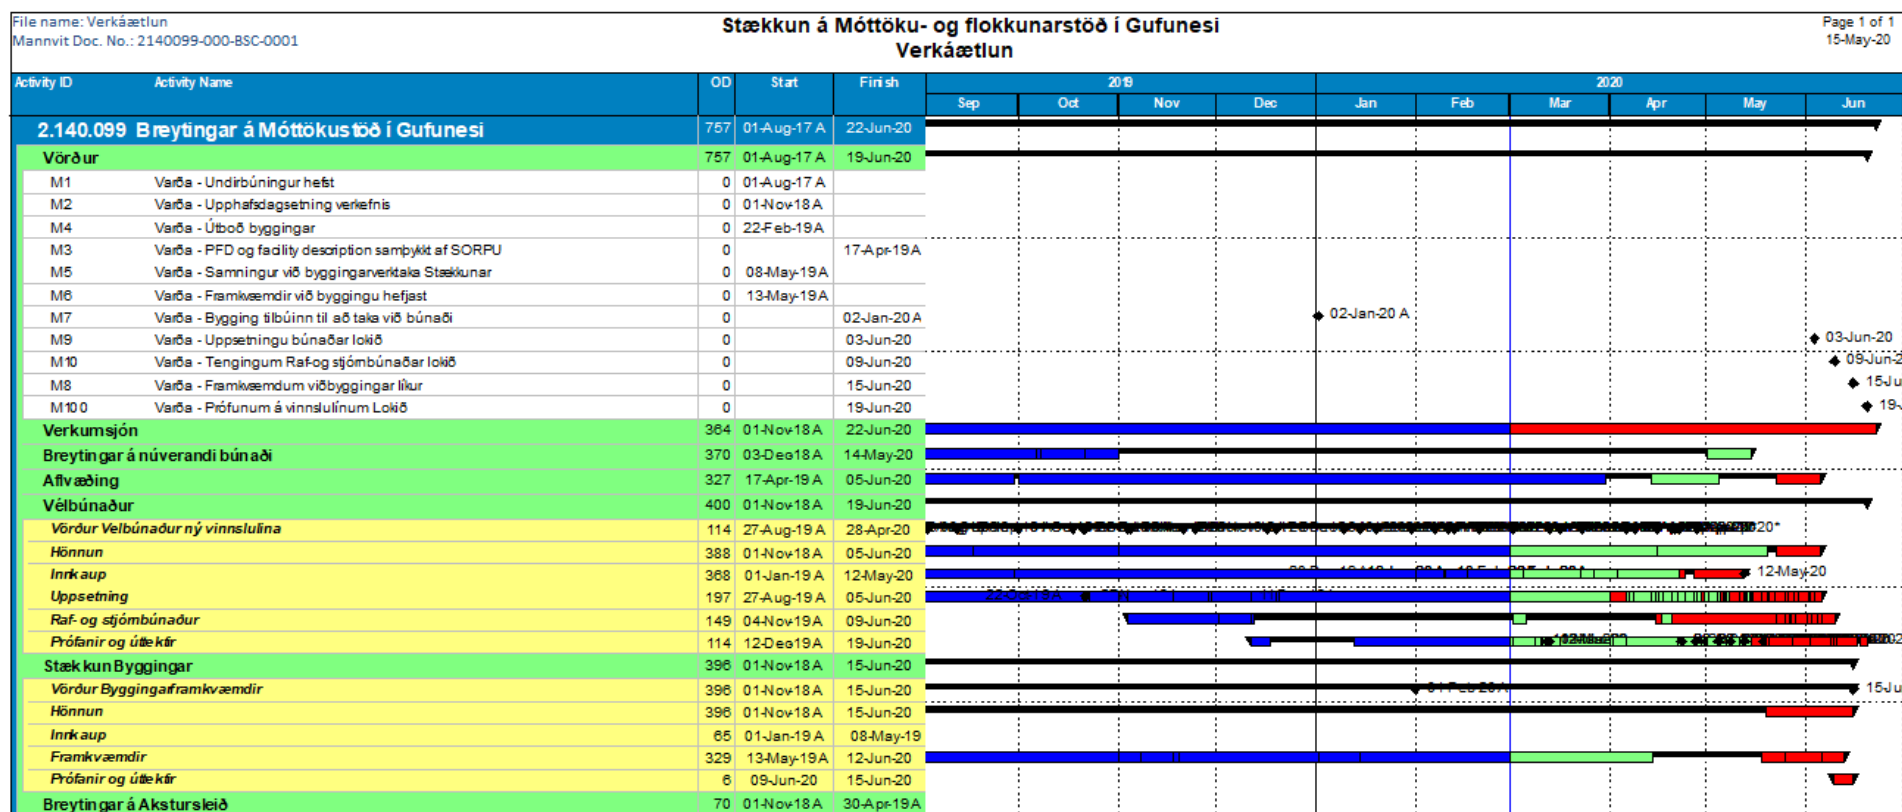 File name: Verkáætlun
Mannvit Doc. No.: 2140099-000-BSC-0001
Stækkun á Móttöku- og flokkunarstöð í Gufunesi
Verkáætlun
Page 1 of 1
15-May-20
Activity ID Activity Name OD Start Finish 2019 2020
Sep Oct Nov Dec Jan Feb Mar Apr May Jun
2.140.099 Breytingar á Móttökustöð í Gufunesi 757 01-Aug-17 A 22-Jun-20
Vörður 757 01-Aug-17 A 19-Jun-20
M1 Varða - Undirbúningur hefst 0 01-Aug-17 A
M2 Varða - Upphafsdagsetning verkefnis 0 01-Nov-18 A
M4 Varða - Útboð byggingar 0 22-Feb-19 A
M3 Varða - PFD og facility description samþykkt af SORPU 0 17-Apr-19 A
M5 Varða - Samningur við byggingarverktaka Stækkunar 0 08-May-19 A
M6 Varða - Framkvæmdir við byggingu hefjast 0 13-May-19 A
M7 Varða - Bygging tilbúinn til að taka við búnaði 0 02-Jan-20 A 02-Jan-20 A
M9 Varða - Uppsetningu búnaðar lokið 0 03-Jun-20 03-Jun-20
M10 Varða - Tengingum Raf-og stjórnbúnaðar lokið 0 09-Jun-20 09-Jun-2
M8 Varða - Framkvæmdum viðbyggingar líkur 0 15-Jun-20 15-Ju
M100 Varða - Prófunum á vinnslulínum Lokið 0 19-Jun-20 19-J
Verkumsjón 364 01-Nov-18 A 22-Jun-20
Breytingar á núverandi búnaði 370 03-Dec-18 A 14-May-20
Aflvæðing 327 17-Apr-19 A 05-Jun-20
Vélbúnaður 400 01-Nov-18 A 19-Jun-20
Vörður Velbúnaður ný vinnslulina 114 27-Aug-19 A 28-Apr-20
Hönnun 388 01-Nov-18 A 05-Jun-20
Innkaup 368 01-Jan-19 A 12-May-20 12-May-20
Uppsetning 197 27-Aug-19 A 05-Jun-20 22-Oct-19 A
Raf- og stjórnbúnaður 149 04-Nov-19 A 09-Jun-20
Prófanir og úttektir 114 12-Dec-19 A 19-Jun-20
Stækkun Byggingar 396 01-Nov-18 A 15-Jun-20
Vörður Byggingarframkvæmdir 396 01-Nov-18 A 15-Jun-20 01-Feb-20 A 15-Ju
Hönnun 396 01-Nov-18 A 15-Jun-20
Innkaup 65 01-Jan-19 A 08-May-19
Framkvæmdir 329 13-May-19 A 12-Jun-20
Prófanir og úttektir 6 09-Jun-20 15-Jun-20
Breytingar á Akstursleið 70 01-Nov-18 A 30-Apr-19 A